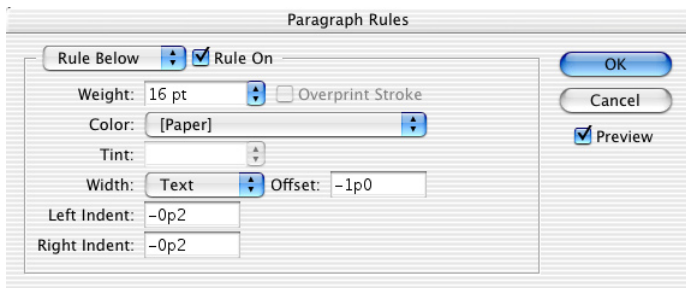 Paragraph Rules
Rule Below Rule On
OK
Weight: 16 pt Overprint Stroke
Cancel
Color: [Paper]
Preview
Tint:
Width: Text Offset: -1p0
Left Indent: -0p2
Right Indent: -0p2